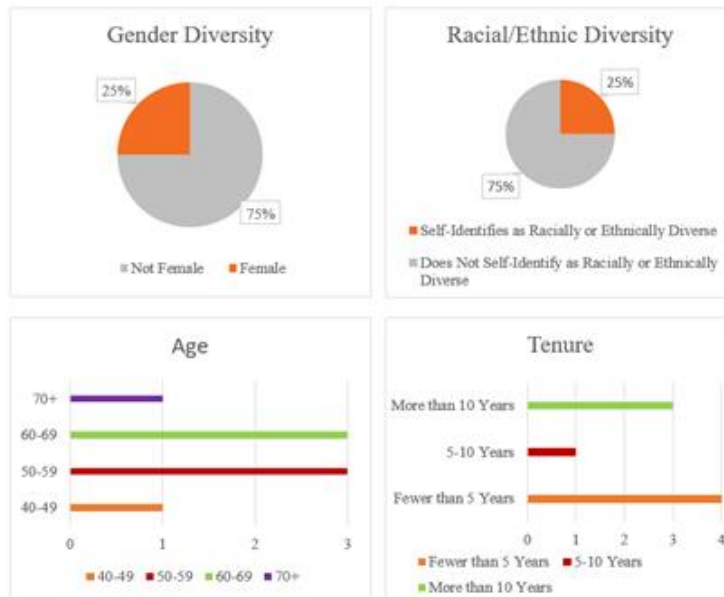 Gender Diversity
25%
75%
Not Female Female
Racial/Ethnic Diversity
25%
75%
Self-Identifies as Racially or Ethnically Diverse
Does Not Self-Identify as Racially or Ethnically
Diverse
Age
70+
60-69
50-59
40-49
0 1 2 3
40-49 50-59 60-69 70+
Tenure
More than 10 Years
5-10 Years
Fewer than 5 Years
0 1 2 3 4
Fewer than 5 Years 5-10 Years
More than 10 Years